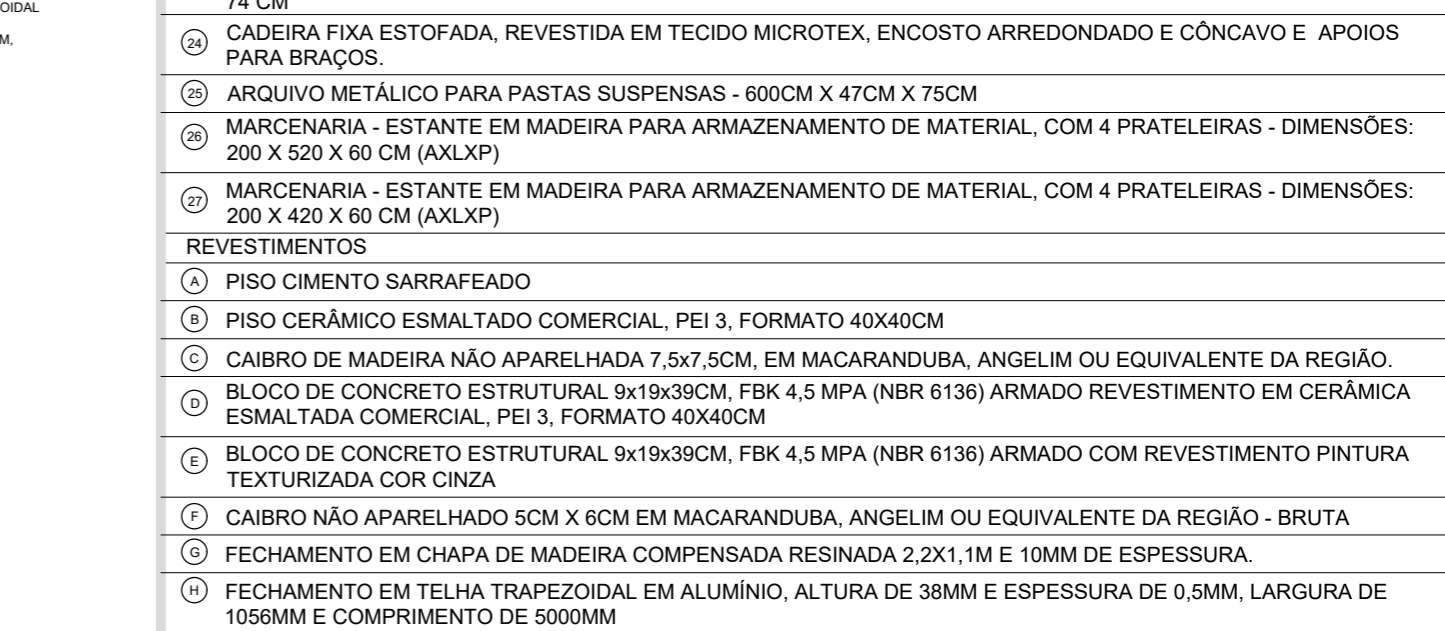 OIDAL
M,
74 CM
24 CADEIRA FIXA ESTOFADA, REVESTIDA EM TECIDO MICROTEX, ENCOSTO ARREDONDADO E CÔNCAVO E APOIOS
PARA BRAÇOS.
25 ARQUIVO METÁLICO PARA PASTAS SUSPENSAS - 600CM X 47CM X 75CM
26 MARCENARIA - ESTANTE EM MADEIRA PARA ARMAZENAMENTO DE MATERIAL, COM 4 PRATELEIRAS - DIMENSÕES:
200 X 520 X 60 CM (AXLXP)
27 MARCENARIA - ESTANTE EM MADEIRA PARA ARMAZENAMENTO DE MATERIAL, COM 4 PRATELEIRAS - DIMENSÕES:
200 X 420 X 60 CM (AXLXP)
REVESTIMENTOS
A PISO CIMENTO SARRAFEADO
B PISO CERÂMICO ESMALTADO COMERCIAL, PEI 3, FORMATO 40X40CM
C CAIBRO DE MADEIRA NÃO APARELHADA 7,5x7,5CM, EM MACARANDUBA, ANGELIM OU EQUIVALENTE DA REGIÃO.
D BLOCO DE CONCRETO ESTRUTURAL 9x19x39CM, FBK 4,5 MPA (NBR 6136) ARMADO REVESTIMENTO EM CERÂMICA
ESMALTADA COMERCIAL, PEI 3, FORMATO 40X40CM
E BLOCO DE CONCRETO ESTRUTURAL 9x19x39CM, FBK 4,5 MPA (NBR 6136) ARMADO COM REVESTIMENTO PINTURA
TEXTURIZADA COR CINZA
F CAIBRO NÃO APARELHADO 5CM X 6CM EM MACARANDUBA, ANGELIM OU EQUIVALENTE DA REGIÃO - BRUTA
G FECHAMENTO EM CHAPA DE MADEIRA COMPENSADA RESINADA 2,2X1,1M E 10MM DE ESPESSURA.
H FECHAMENTO EM TELHA TRAPEZOIDAL EM ALUMÍNIO, ALTURA DE 38MM E ESPESSURA DE 0,5MM, LARGURA DE
1056MM E COMPRIMENTO DE 5000MM